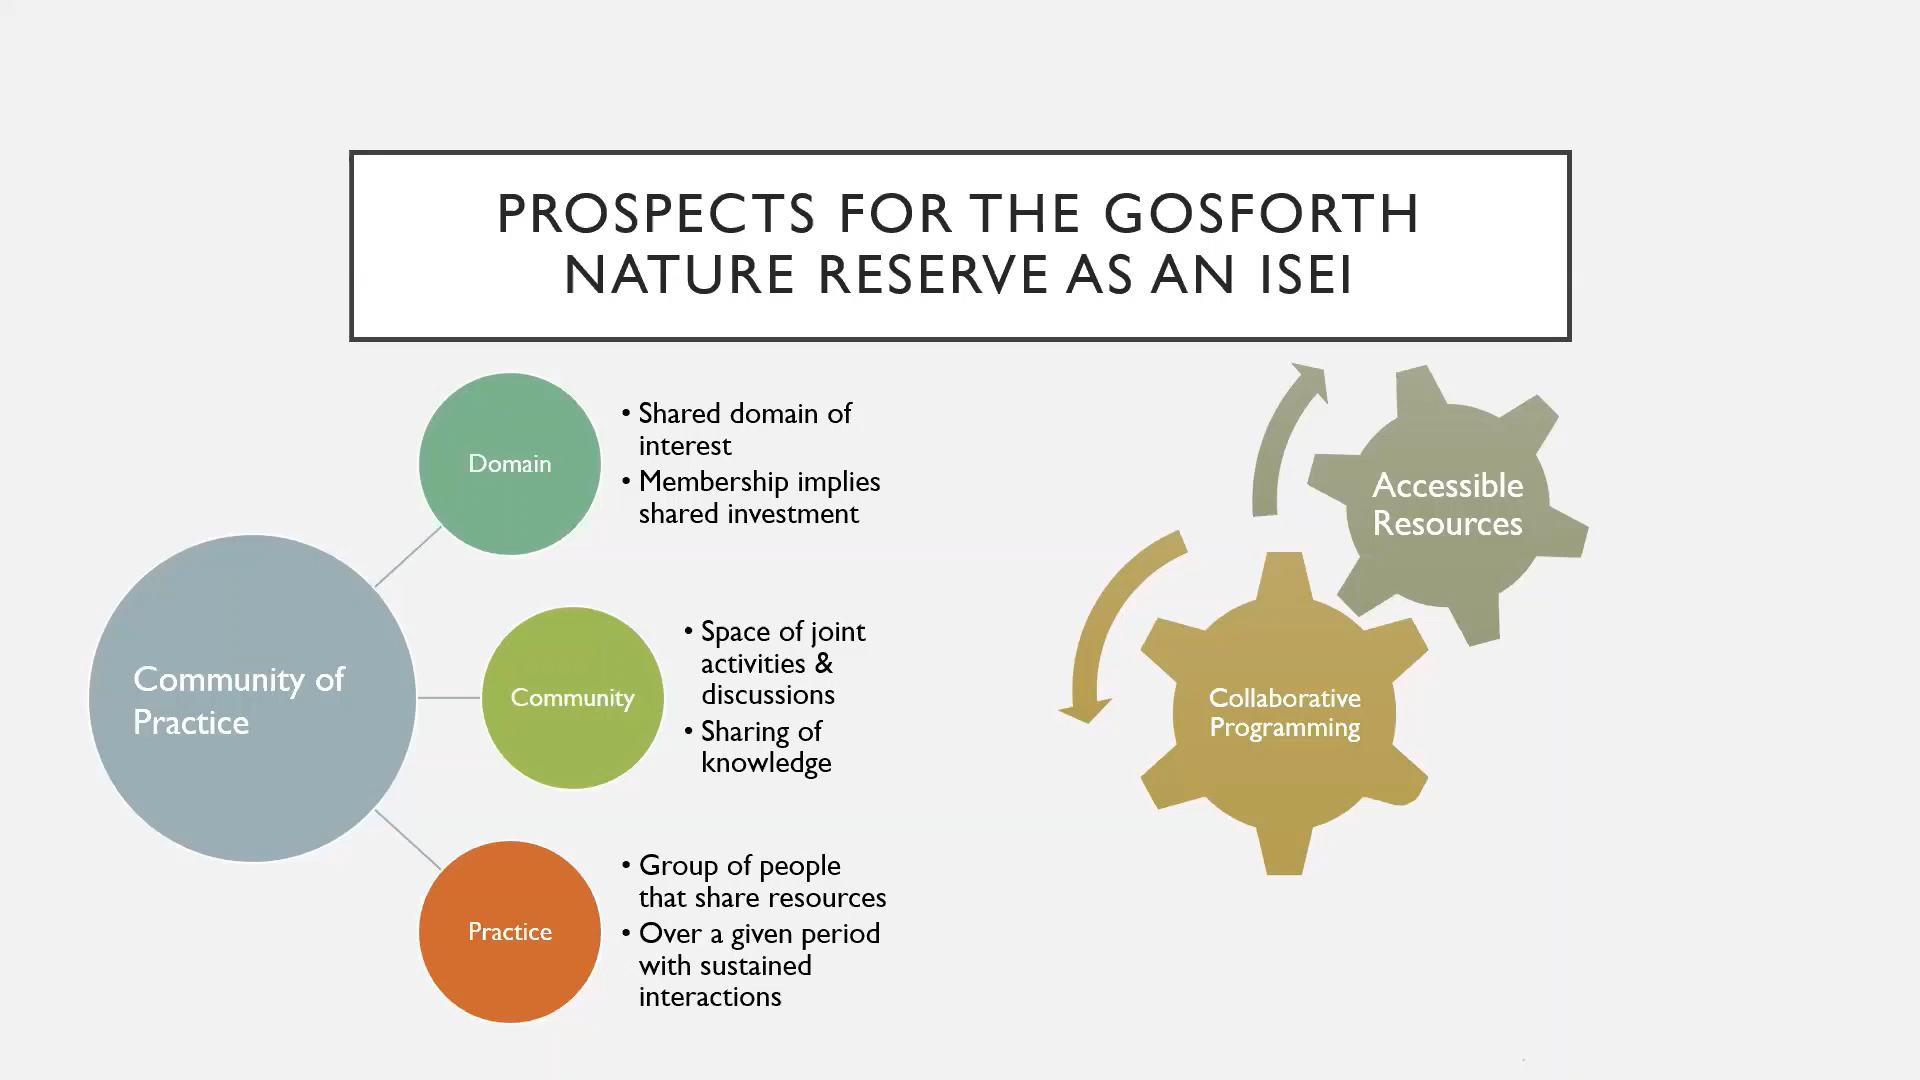 PROSPECTS FOR THE GOSFORTH
NATURE RESERVE AS AN ISEI
Community of
Practice
Domain
• Shared domain of
interest
• Membership implies
shared investment
Community
• Space of joint
activities &
discussions
• Sharing of
knowledge
Practice
• Group of people
that share resources
• Over a given period
with sustained
interactions
Accessible
Resources
Collaborative
Programming